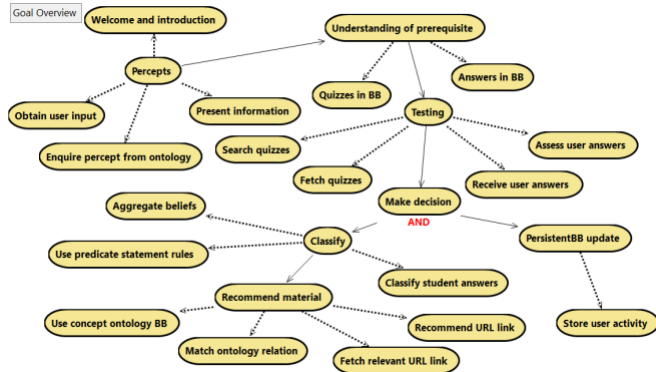 Goal Overview
Welcome and introduction
Understanding of prerequisite
Percepts
Answers in BB
Quizzes in BB
Obtain user input
Present information
Testing
Search quizzes
Assess user answers
Enquire percept from ontology
Fetch quizzes
Receive user answers
Make decision
Aggregate beliefs
AND
Classify
PersistentBB update
Use predicate statement rules
Classify student answers
Recommend material
Use concept ontology BB
Recommend URL link
Store user activity
Match ontology relation
Fetch relevant URL link